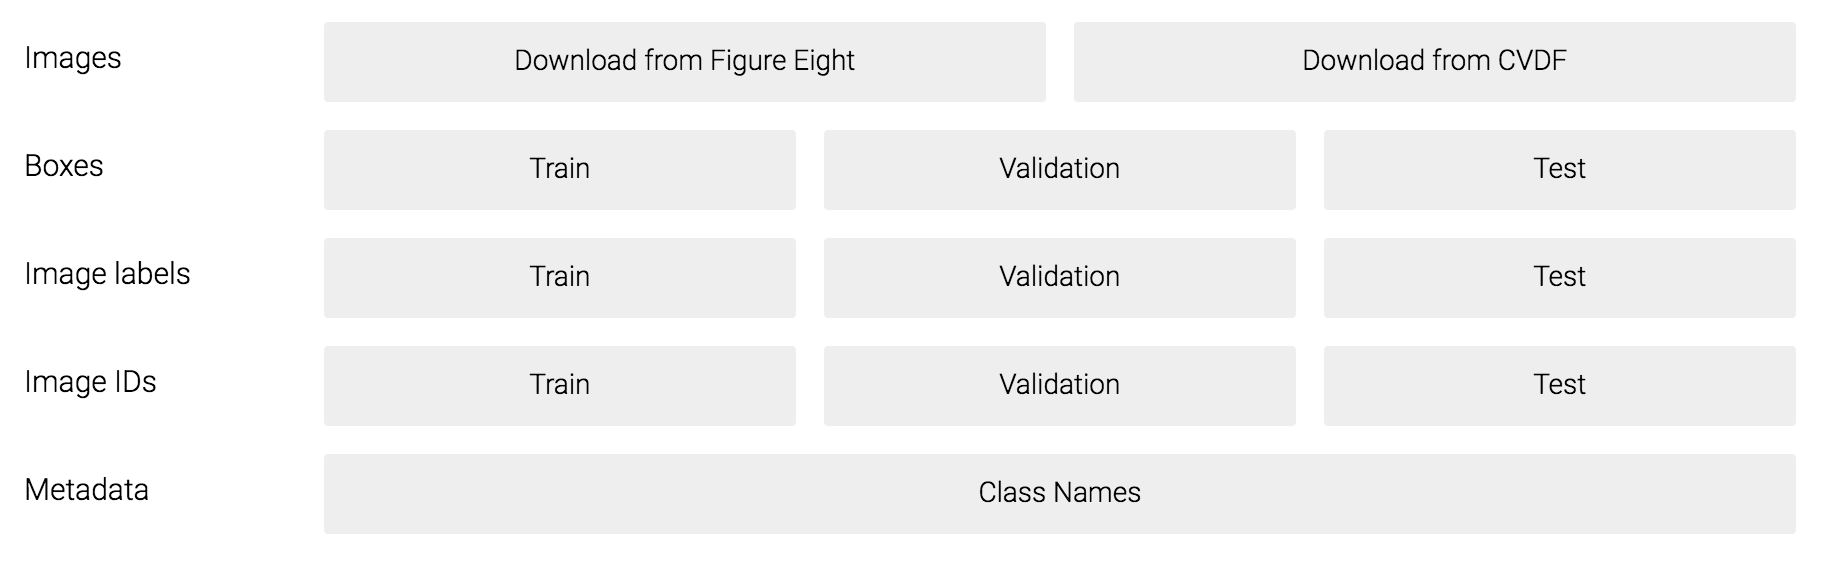 Images Download from Figure Eight Download from CVDF
Boxes Train Validation Test
Image labels Train Validation Test
Image IDs Train Validation Test
Metadata Class Names